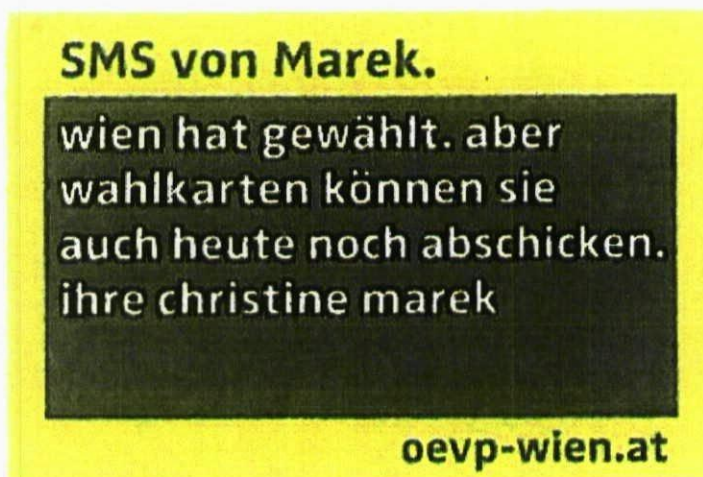 SMS von Marek.
wien hat gewählt. aber
wahlkarten können sie
auch heute noch abschicken.
ihre christine marek
oevp-wien.at